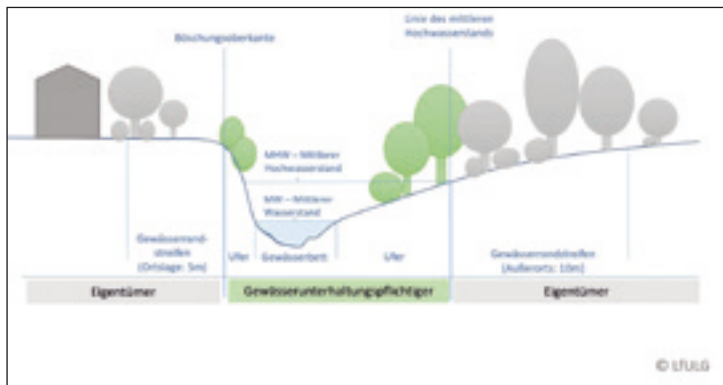 Linie des mittleren
Hochwasserstands
Böschungsoberkante
MHW – Mittlerer
Hochwasserstand
MW – Mittlerer
Wasserstand
Gewässerrand-
streifen
(Ortslage: 5m)
Ufer
Gewässerbett
Ufer
Gewässerrandstreifen
(Außerorts: 10m)
Eigentümer
Gewässerunterhaltungspflichtiger
Eigentümer
© LfULG